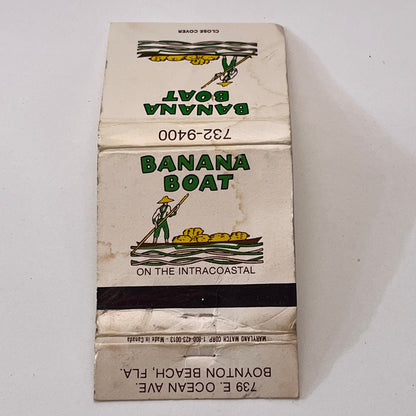 CLOSE COVER
BANANA
BOAT
732-9400
BANANA
BOAT
ON THE INTRACOASTAL
MARYLAND MATCH CORP 1-800-423-0013 - Made in Canada
739 E. OCEAN AVE.
BOYNTON BEACH, FLA.